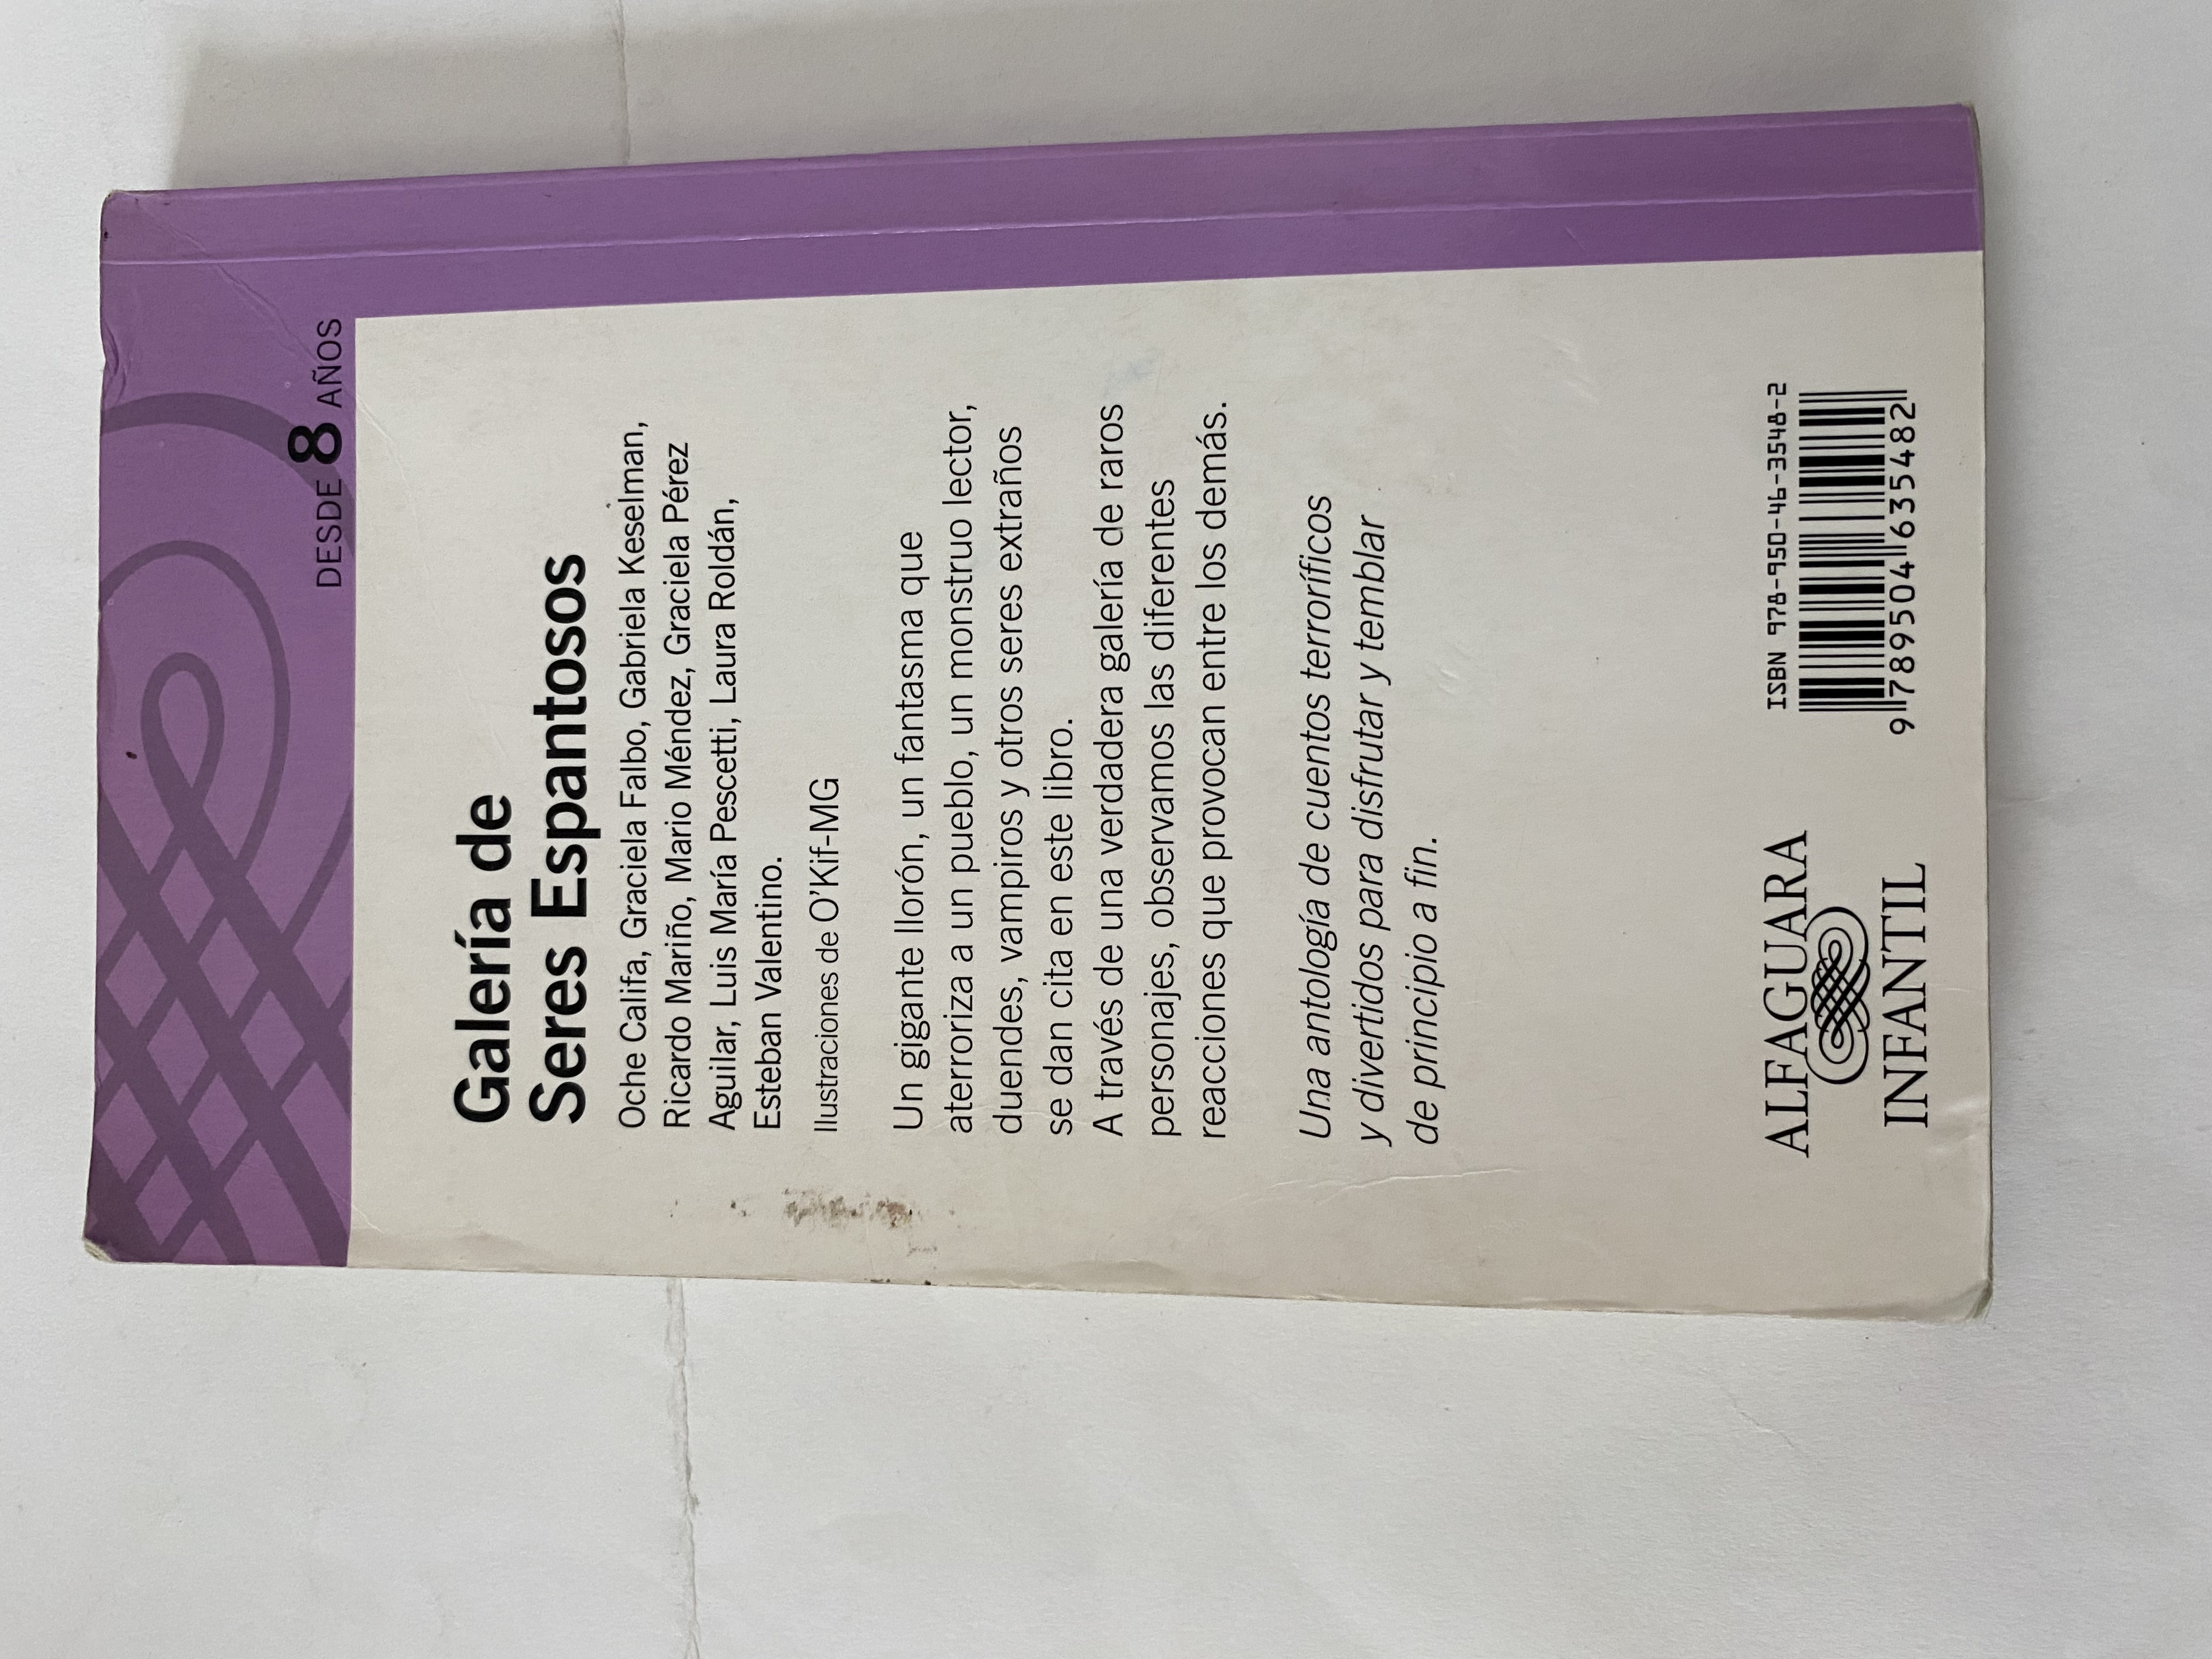 DESDE 8 AÑOS
Galería de
Seres Espantosos
Oche Califa, Graciela Falbo, Gabriela Keselman,
Ricardo Mariño, Mario Méndez, Graciela Pérez
Aguilar, Luis María Pescetti, Laura Roldán,
Esteban Valentino.
Ilustraciones de O'Kif-MG
Un gigante llorón, un fantasma que
aterroriza a un pueblo, un monstruo lector,
duendes, vampiros y otros seres extraños
se dan cita en este libro.
A través de una verdadera galería de raros
personajes, observamos las diferentes
reacciones que provocan entre los demás.
Una antología de cuentos terroríficos
y divertidos para disfrutar y temblar
de principio a fin.
ALFAGUARA
INFANTIL
ISBN 978-950-46-3548-2
9 789504 635482